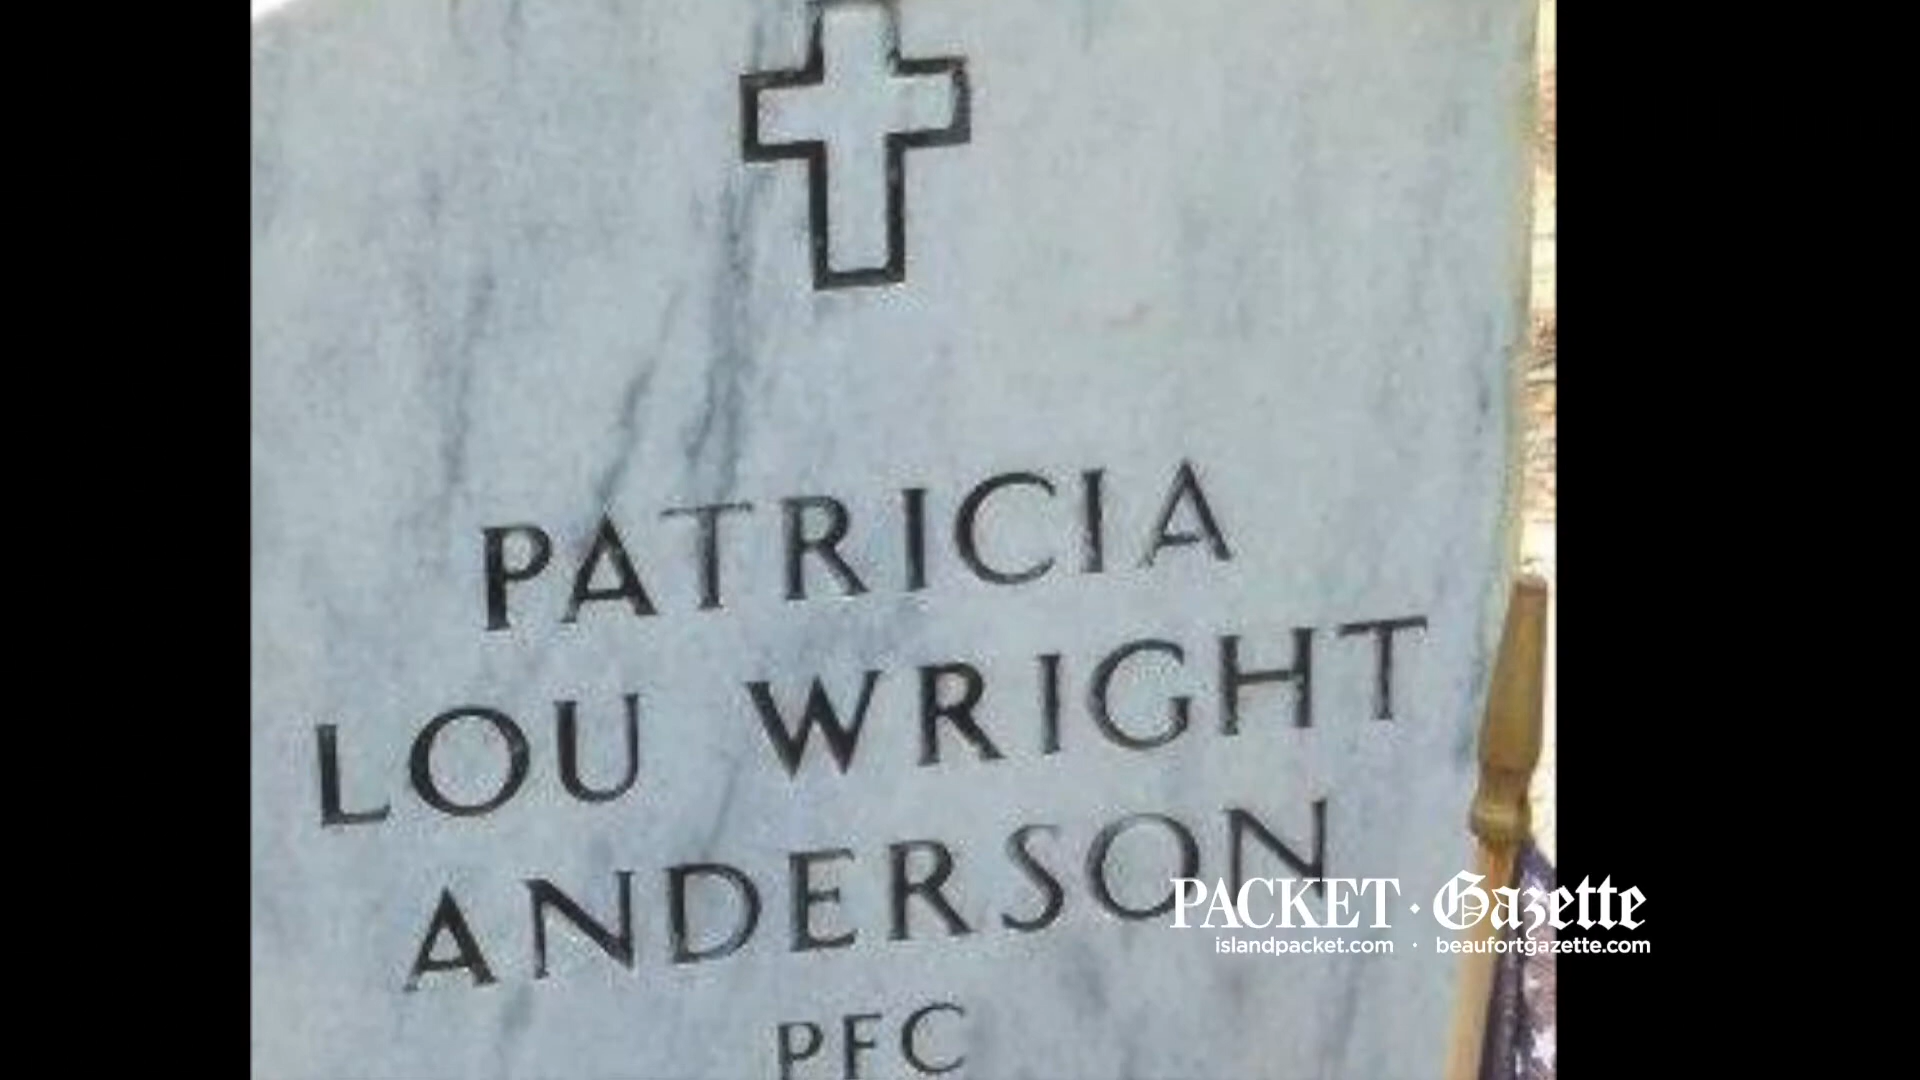 PATRICIA
LOU WRIGHT
ANDERSON
PFC
PACKET · Gazette
islandpacket.com · beaufortgazette.com